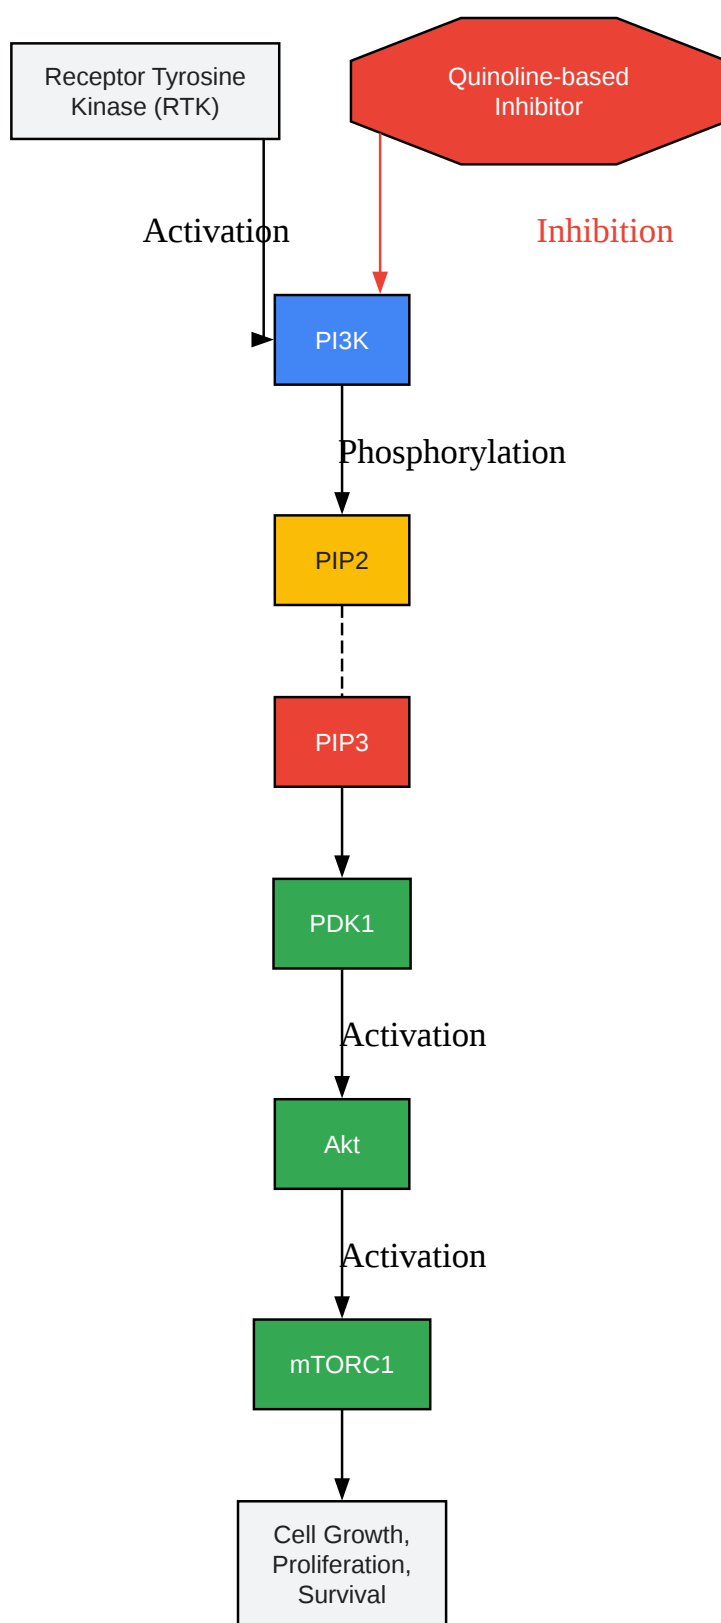 Receptor Tyrosine
Kinase (RTK)
Quinoline-based
Inhibitor
Activation
Inhibition
PI3K
Phosphorylation
PIP2
PIP3
PDK1
Activation
Akt
Activation
mTORC1
Cell Growth,
Proliferation,
Survival